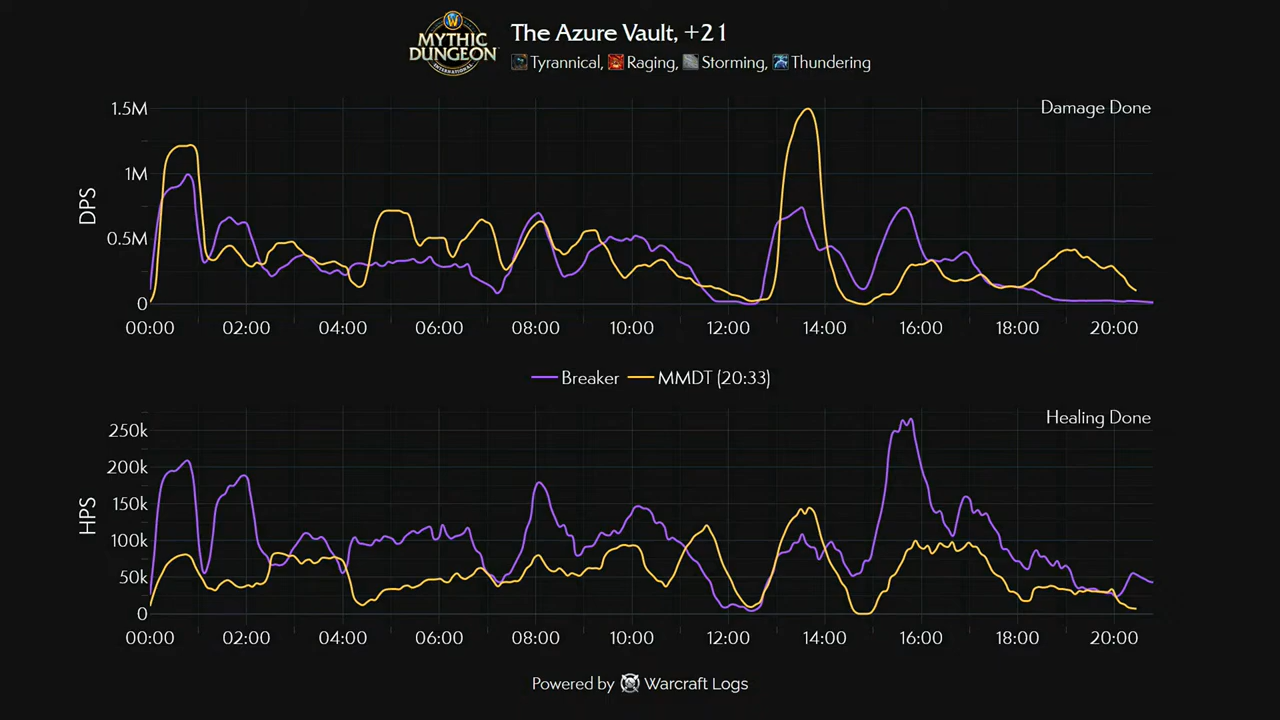 MYTHIC
DUNGEON
INTERNATIONAL
The Azure Vault, +21
Tyrannical, Raging, Storming, Thundering
Damage Done
DPS
1.5M
1M
0.5M
0
00:00 02:00 04:00 06:00 08:00 10:00 12:00 14:00 16:00 18:00 20:00
Breaker MMDT (20:33)
Healing Done
HPS
250k
200k
150k
100k
50k
0
00:00 02:00 04:00 06:00 08:00 10:00 12:00 14:00 16:00 18:00 20:00
Powered by Warcraft Logs